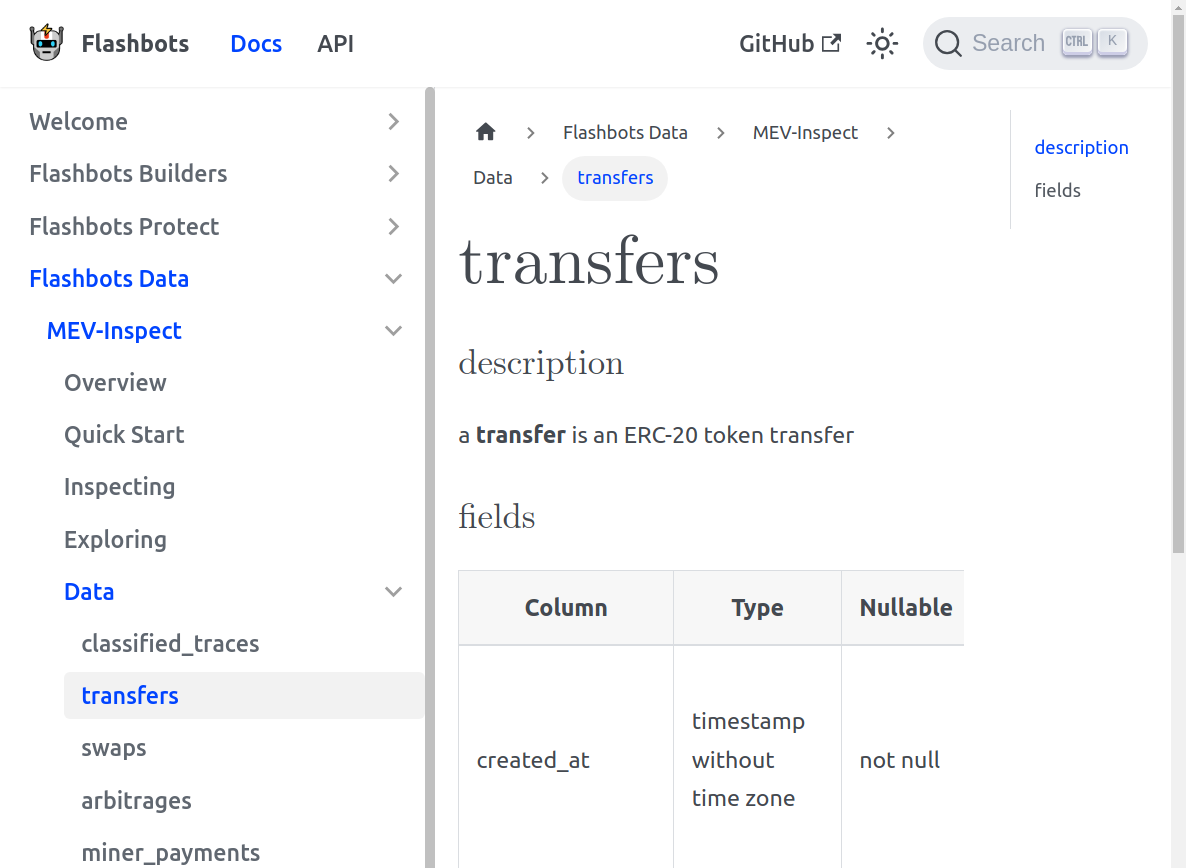 Flashbots Docs API GitHub Search CTRL K
Welcome
Flashbots Builders
Flashbots Protect
Flashbots Data
MEV-Inspect
Overview
Quick Start
Inspecting
Exploring
Data
classified_traces
transfers
swaps
arbitrages
miner_payments
Flashbots Data MEV-Inspect
Data transfers
transfers
description
a transfer is an ERC-20 token transfer
fields
Column Type Nullable
created_at timestamp without time zone not null
description
fields